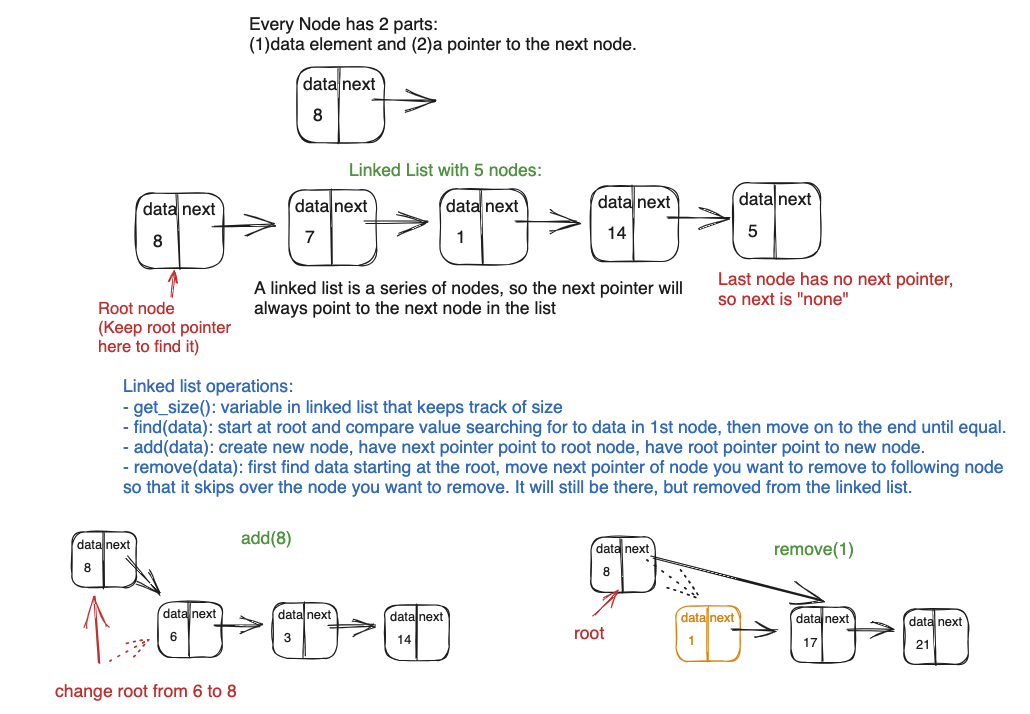 Every Node has 2 parts:
(1)data element and (2)a pointer to the next node.
data next
8
Linked List with 5 nodes:
data next
8
data next
7
data next
1
data next
14
data next
5
Root node
(Keep root pointer
here to find it)
A linked list is a series of nodes, so the next pointer will
always point to the next node in the list
Last node has no next pointer,
so next is "none"
Linked list operations:
- get_size(): variable in linked list that keeps track of size
- find(data): start at root and compare value searching for to data in 1st node, then move on to the end until equal.
- add(data): create new node, have next pointer point to root node, have root pointer point to new node.
- remove(data): first find data starting at the root, move next pointer of node you want to remove to following node
so that it skips over the node you want to remove. It will still be there, but removed from the linked list.
add(8)
data next
8
data next
6
data next
3
data next
14
change root from 6 to 8
remove(1)
data next
8
root
data next
1
data next
17
data next
21